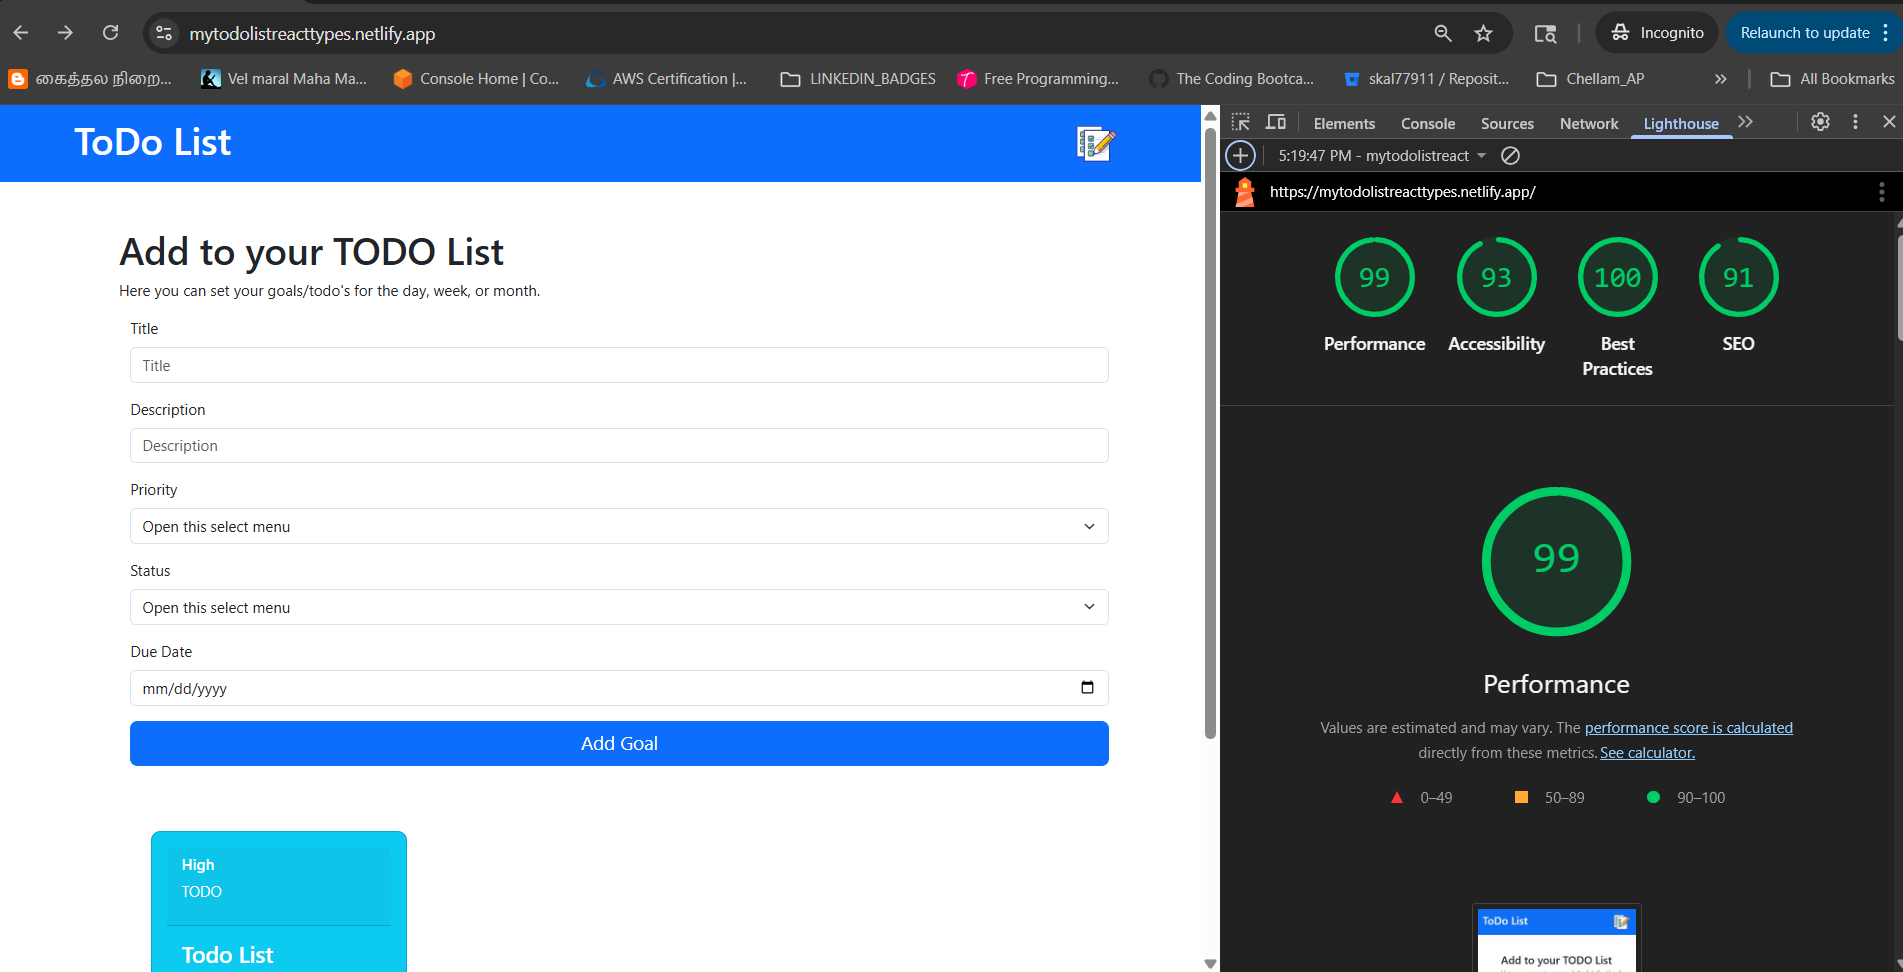 mytodolistreacttypes.netlify.app
Incognito
Relaunch to update
கைத்தல நிறை...
Vel maral Maha Ma...
Console Home | Co...
AWS Certification |...
LINKEDIN_BADGES
Free Programming...
The Coding Bootca...
skal77911 / Reposit...
Chellam_AP
All Bookmarks
ToDo List
Add to your TODO List
Here you can set your goals/todo's for the day, week, or month.
Title
Title
Description
Description
Priority
Open this select menu
Status
Open this select menu
Due Date
mm/dd/yyyy
Add Goal
High
TODO
Todo List
Elements Console Sources Network Lighthouse
5:19:47 PM - mytodolistreact
https://mytodolistreacttypes.netlify.app/
99 93 100 91
Performance Accessibility Best Practices SEO
99
Performance
Values are estimated and may vary. The performance score is calculated
directly from these metrics. See calculator.
0–49 50–89 90–100
ToDo List
Add to your TODO List